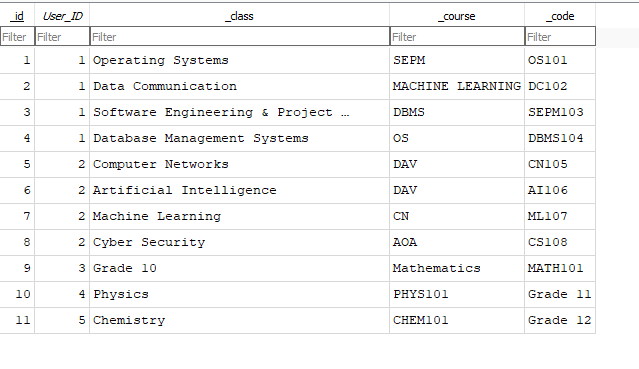 _id User_ID _class _course _code
Filter Filter Filter Filter Filter
1 1 Operating Systems SEPM OS101
2 1 Data Communication MACHINE LEARNING DC102
3 1 Software Engineering & Project … DBMS SEPM103
4 1 Database Management Systems OS DBMS104
5 2 Computer Networks DAV CN105
6 2 Artificial Intelligence DAV AI106
7 2 Machine Learning CN ML107
8 2 Cyber Security AOA CS108
9 3 Grade 10 Mathematics MATH101
10 4 Physics PHYS101 Grade 11
11 5 Chemistry CHEM101 Grade 12